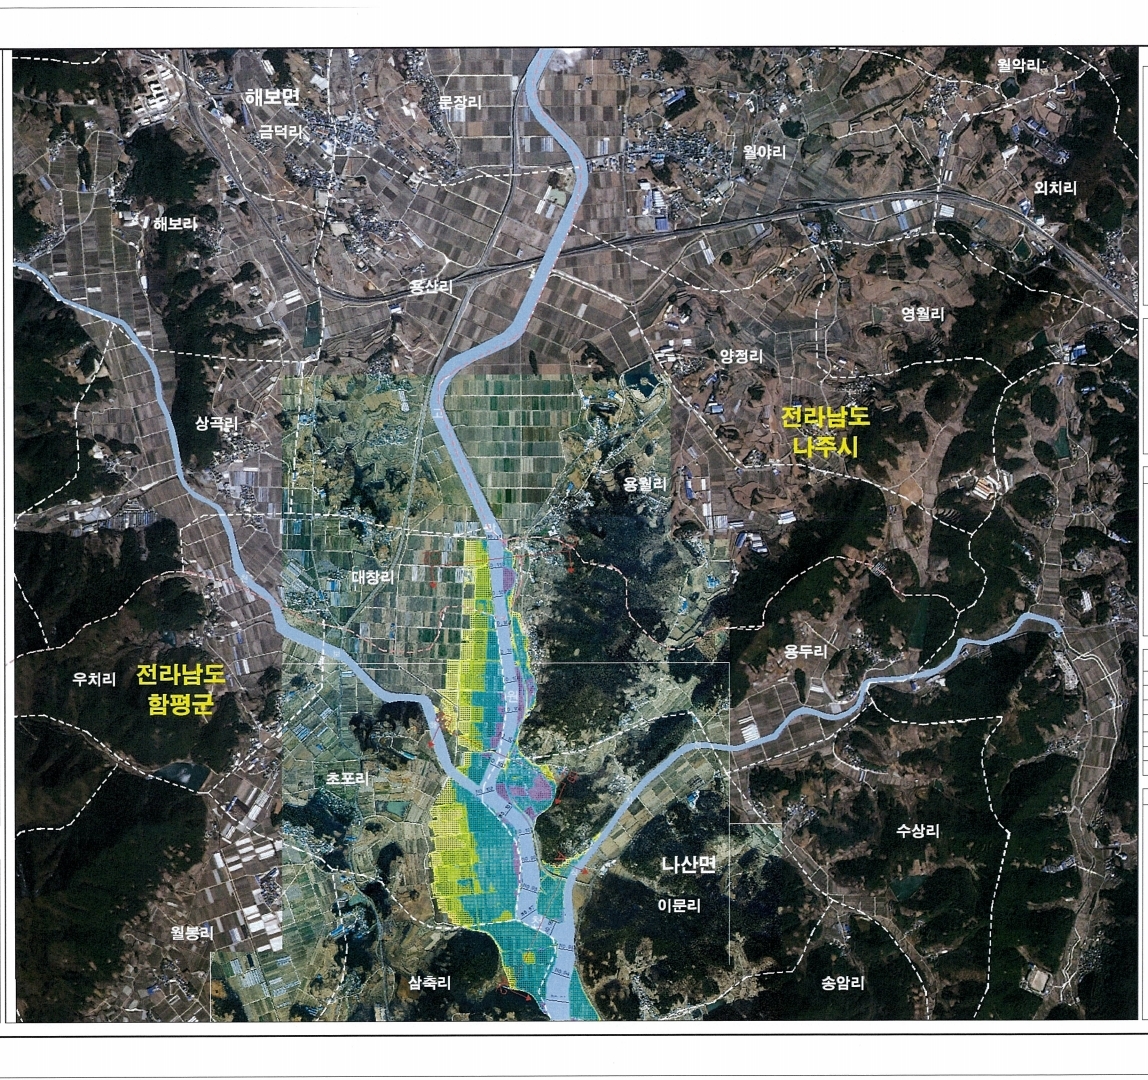 월악리
해보면
문장리
금덕리
월야리
외치리
해보리
용산리
영월리
양정리
상곡리
전라남도
나주시
용월리
대창리
용두리
우치리
전라남도
함평군
초포리
수상리
나산면
이문리
월봉리
삼축리
송암리